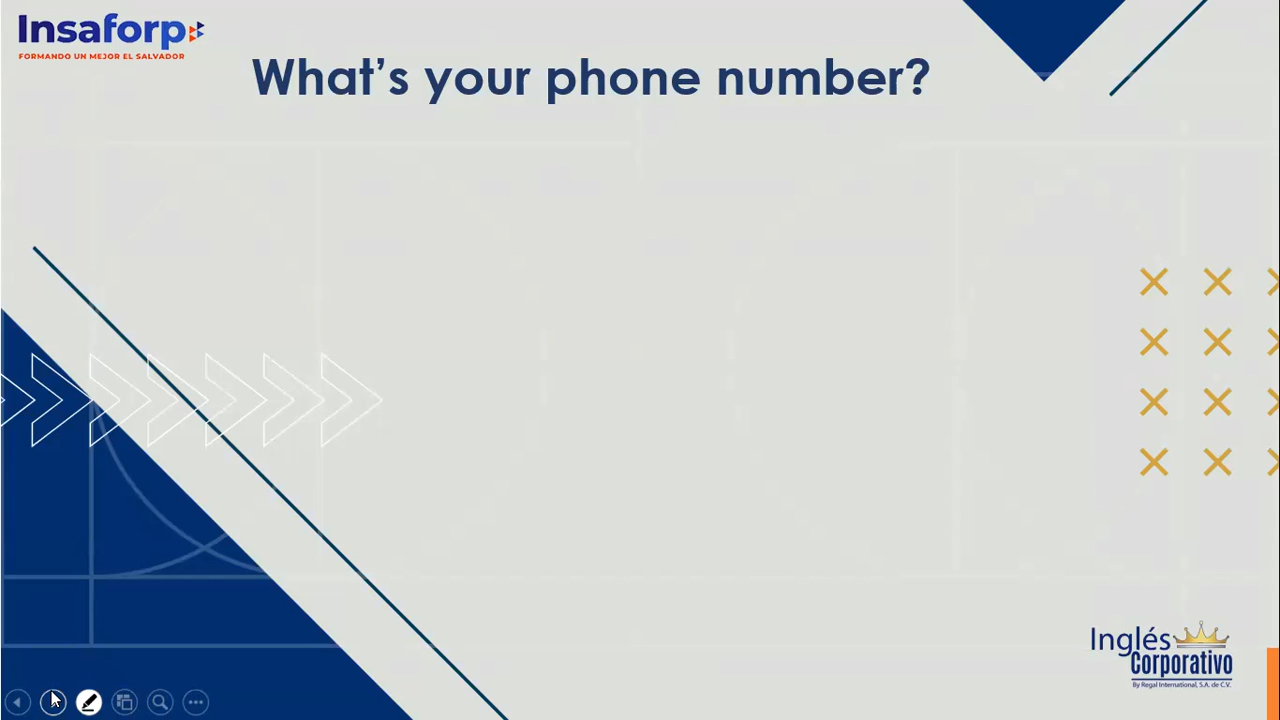 Insaforp
FORMANDO UN MEJOR EL SALVADOR
What's your phone number?
Inglés
Corporativo
By Regal International, S.A. de C.V.